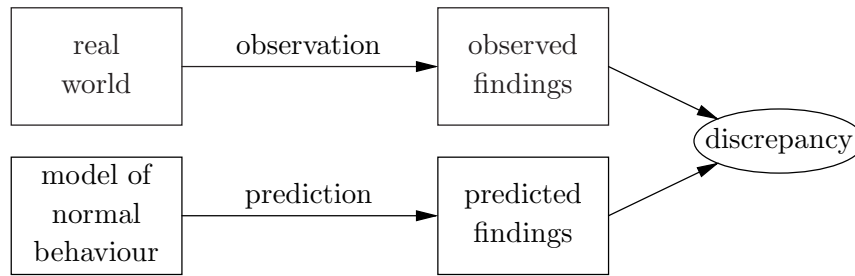 real
world
observation
observed
findings
discrepancy
model of
normal
behaviour
prediction
predicted
findings